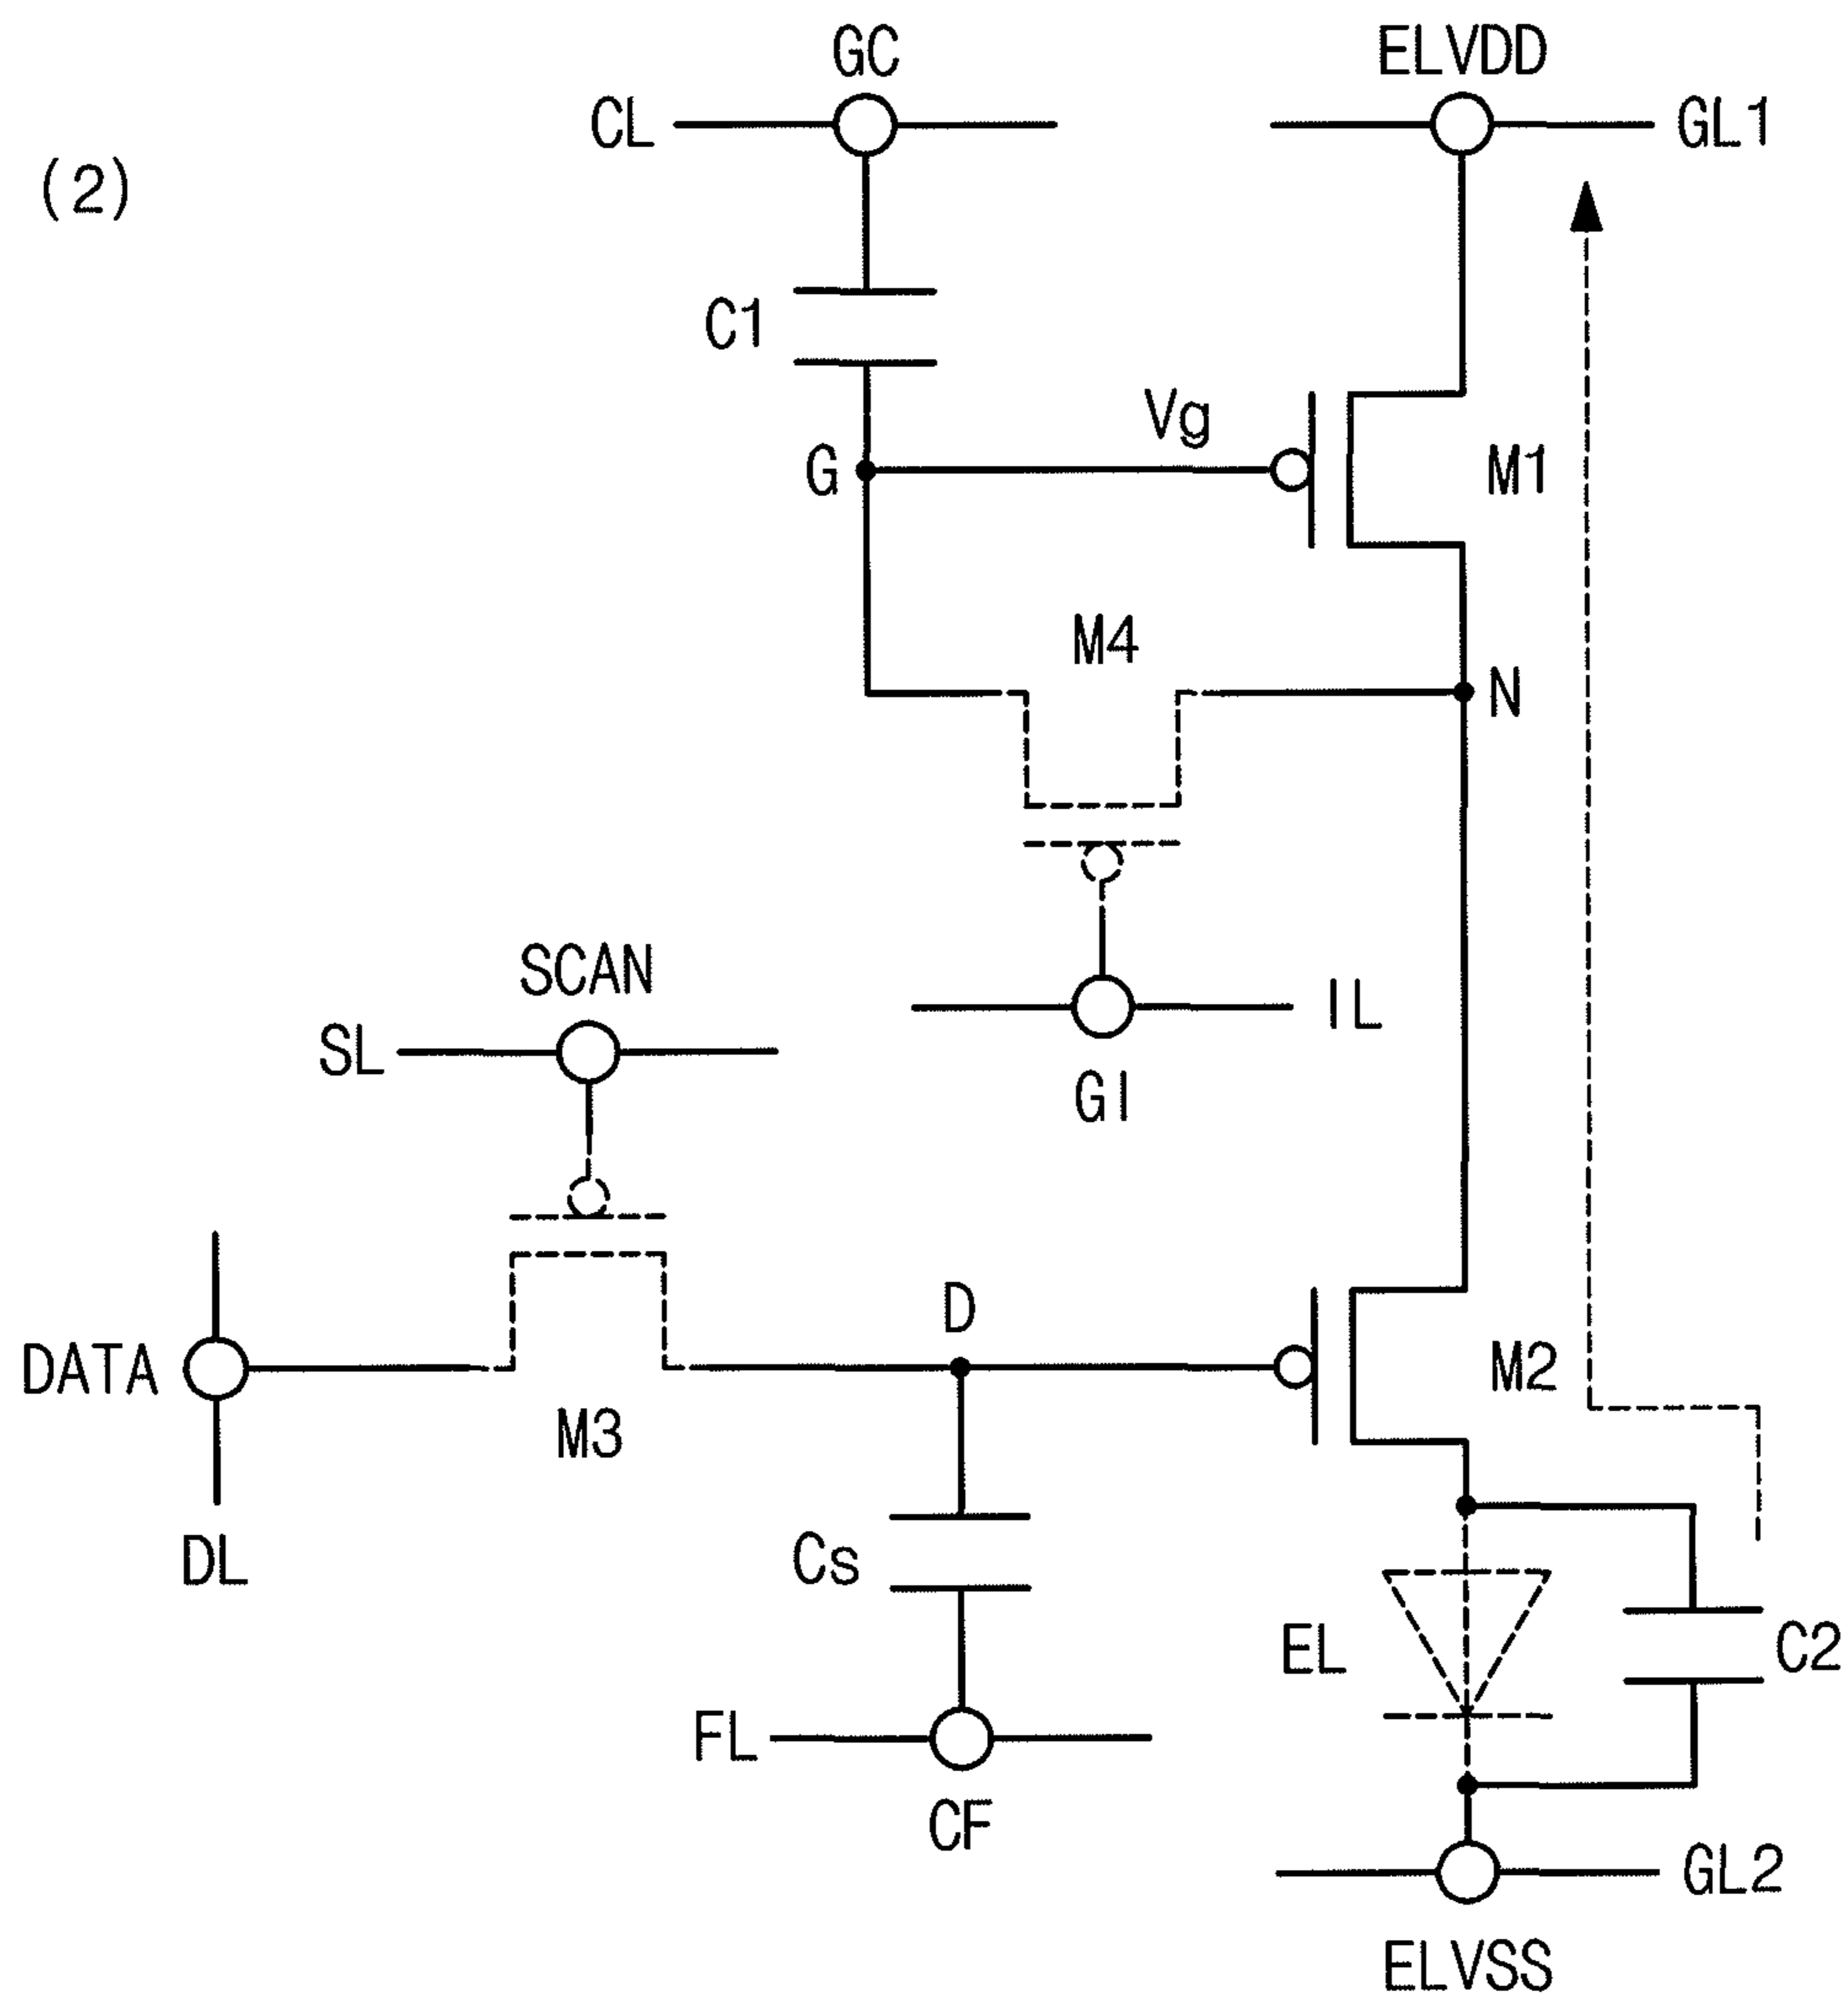 GC
ELVDD
CL
GL1
(2)
C1
Vg
G
M1
M4
N
SCAN
SL
IL
GI
D
DATA
M2
M3
DL
Cs
EL
C2
FL
CF
GL2
ELVSS